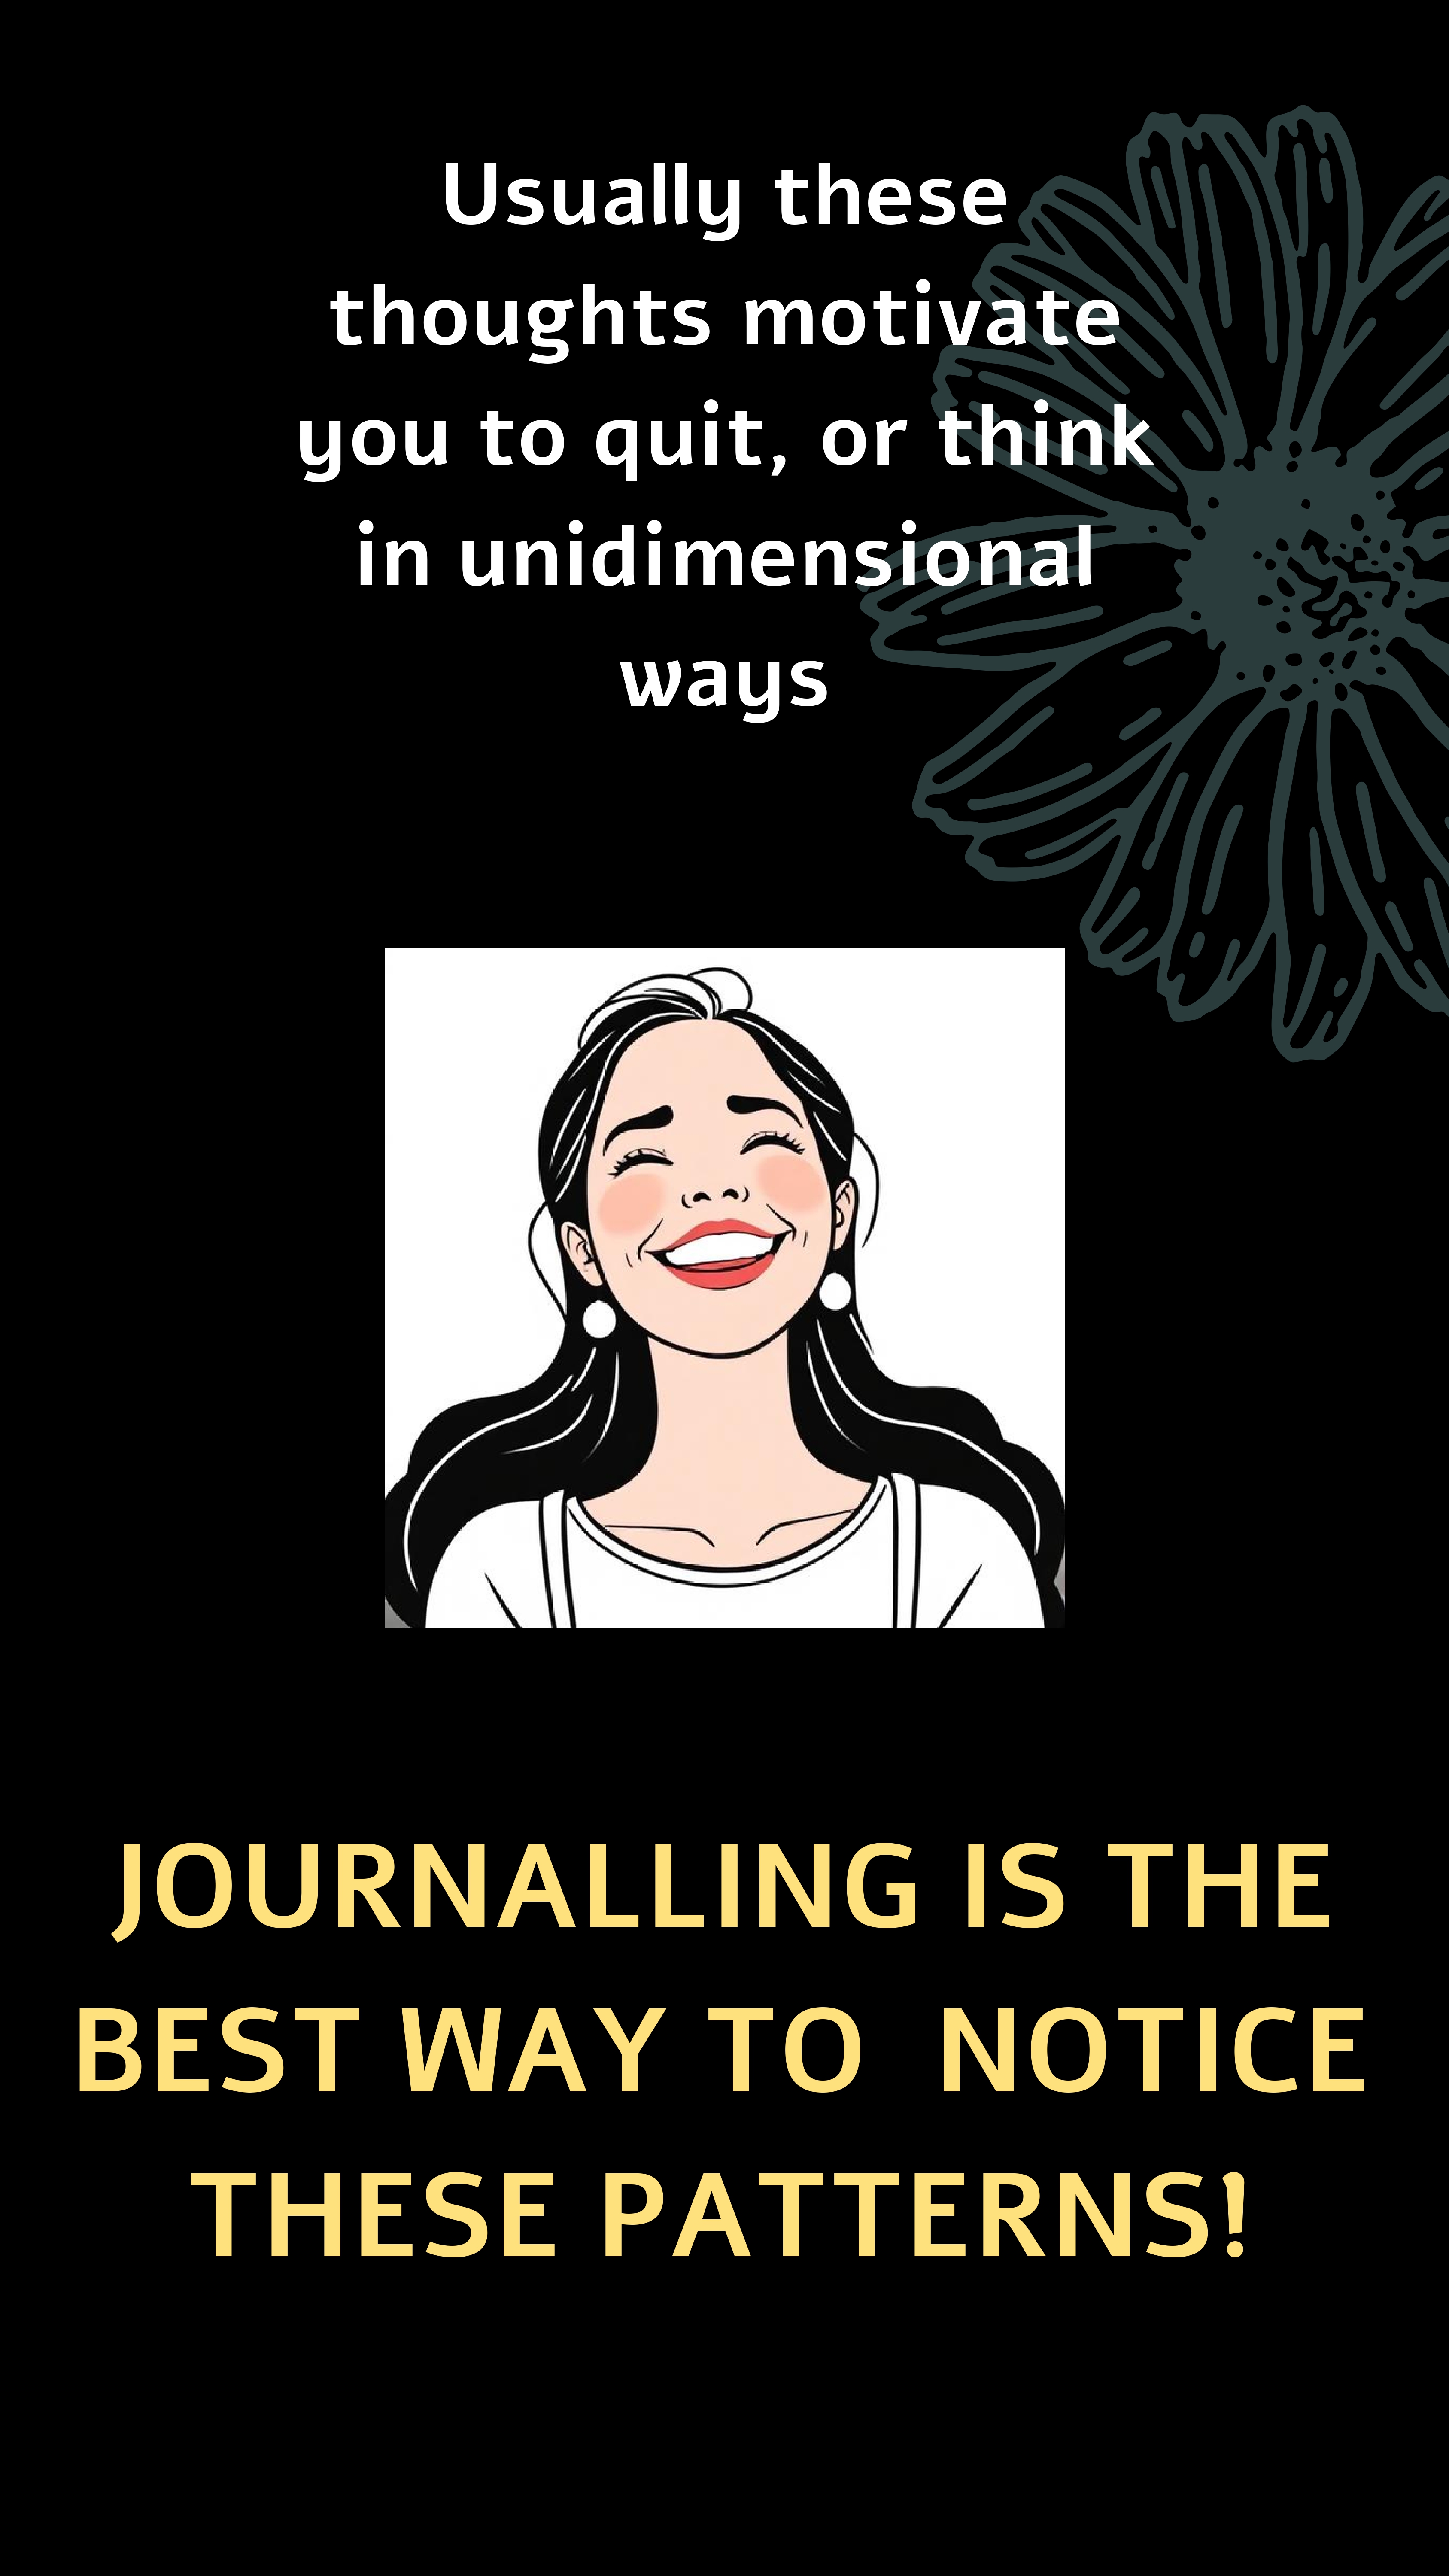 Usually these
thoughts motivate
you to quit, or think
in unidimensional
ways
JOURNALLING IS THE
BEST WAY TO  NOTICE
THESE PATTERNS!